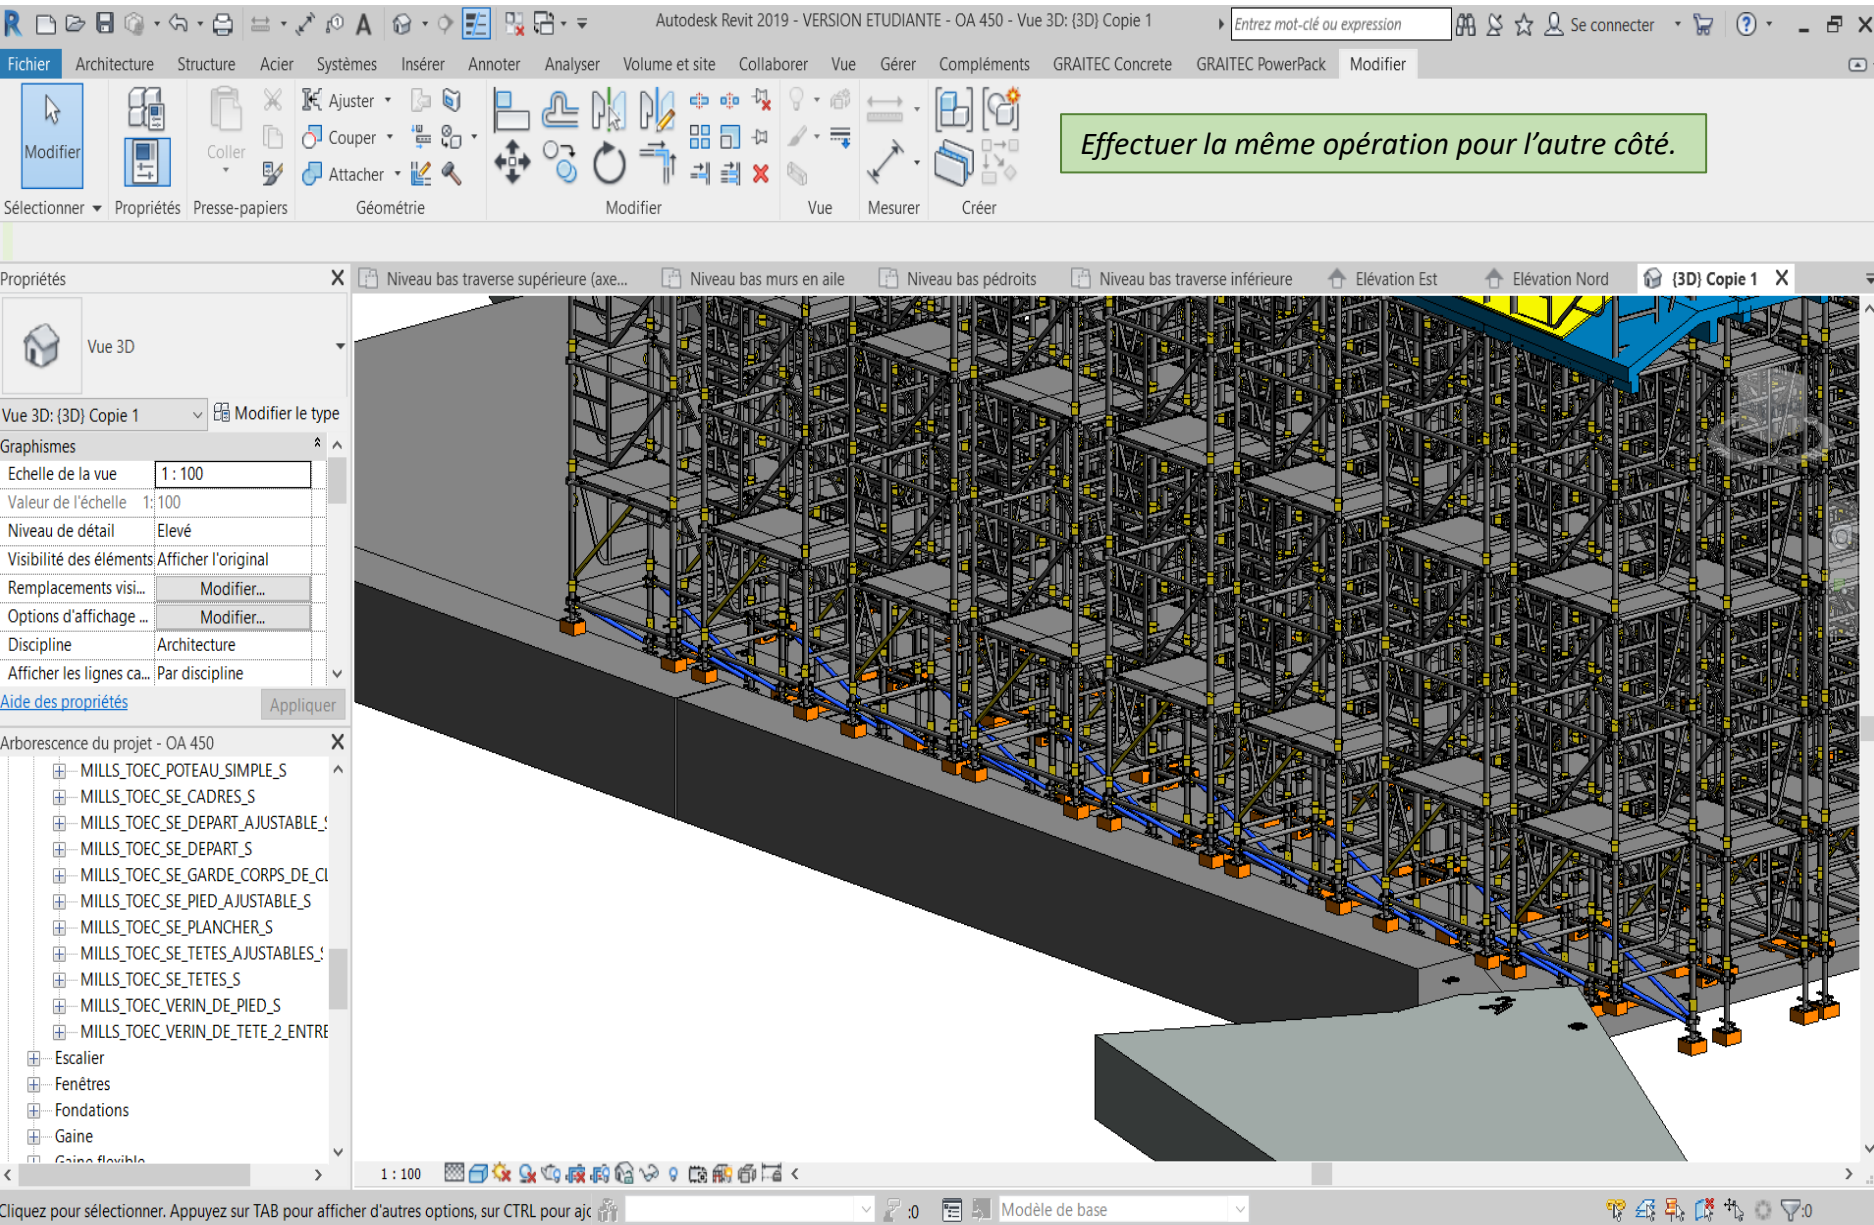 Autodesk Revit 2019 - VERSION ETUDIANTE - OA 450 - Vue 3D: {3D} Copie 1
Entrez mot-clé ou expression
Se connecter
Fichier Architecture Structure Acier Systèmes Insérer Annoter Analyser Volume et site Collaborer Vue Gérer Compléments GRAITEC Concrete GRAITEC PowerPack Modifier
Modifier
Coller
Ajuster
Couper
Attacher
Effectuer la même opération pour l'autre côté.
Sélectionner Propriétés Presse-papiers Géométrie Modifier Vue Mesurer Créer
Propriétés
Niveau bas traverse supérieure (axe... Niveau bas murs en aile Niveau bas pédroits Niveau bas traverse inférieure Elévation Est Elévation Nord {3D} Copie 1
Vue 3D
Vue 3D: {3D} Copie 1 Modifier le type
Graphismes
Echelle de la vue 1 : 100
Valeur de l'échelle 1: 100
Niveau de détail Elevé
Visibilité des éléments Afficher l'original
Remplacements visi... Modifier...
Options d'affichage ... Modifier...
Discipline Architecture
Afficher les lignes ca... Par discipline
Aide des propriétés Appliquer
Arborescence du projet - OA 450
MILLS_TOEC_POTEAU_SIMPLE_S
MILLS_TOEC_SE_CADRES_S
MILLS_TOEC_SE_DEPART_AJUSTABLE_S
MILLS_TOEC_SE_DEPART_S
MILLS_TOEC_SE_GARDE_CORPS_DE_CL
MILLS_TOEC_SE_PIED_AJUSTABLE_S
MILLS_TOEC_SE_PLANCHER_S
MILLS_TOEC_SE_TETES_AJUSTABLES_S
MILLS_TOEC_SE_TETES_S
MILLS_TOEC_VERIN_DE_PIED_S
MILLS_TOEC_VERIN_DE_TETE_2_ENTRE
Escalier
Fenêtres
Fondations
Gaine
Gaine flexible
1 : 100
Cliquez pour sélectionner. Appuyez sur TAB pour afficher d'autres options, sur CTRL pour ajo
:0
Modèle de base
:0